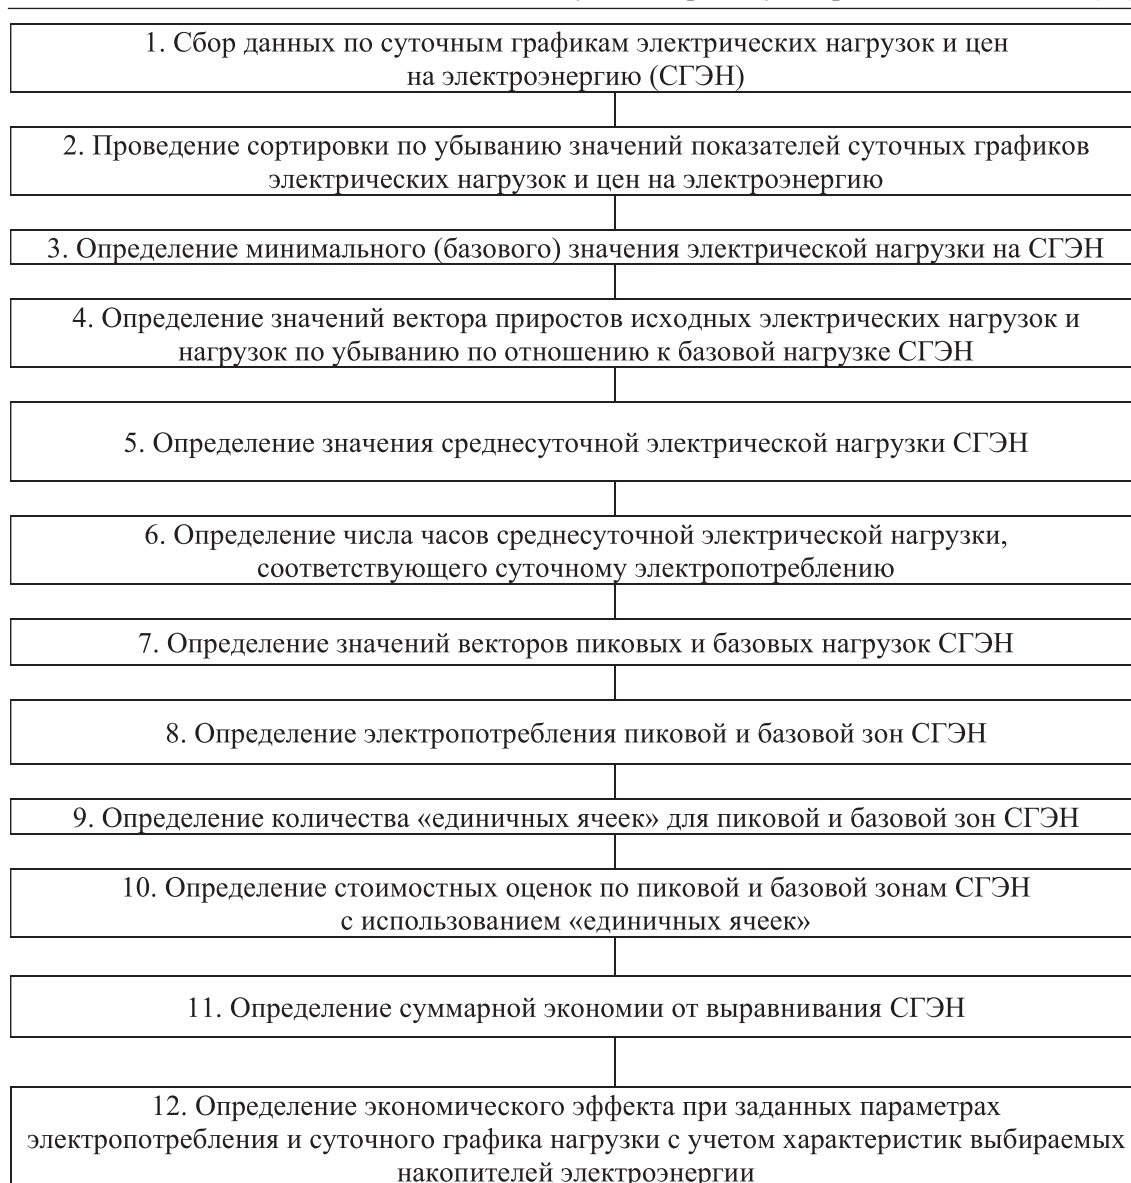 1. Сбор данных по суточным графикам электрических нагрузок и цен
на электроэнергию (СГЭН)
2. Проведение сортировки по убыванию значений показателей суточных графиков
электрических нагрузок и цен на электроэнергию
3. Определение минимального (базового) значения электрической нагрузки на СГЭН
4. Определение значений вектора приростов исходных электрических нагрузок и
нагрузок по убыванию по отношению к базовой нагрузке СГЭН
5. Определение значения среднесуточной электрической нагрузки СГЭН
6. Определение числа часов среднесуточной электрической нагрузки,
соответствующего суточному электропотреблению
7. Определение значений векторов пиковых и базовых нагрузок СГЭН
8. Определение электропотребления пиковой и базовой зон СГЭН
9. Определение количества «единичных ячеек» для пиковой и базовой зон СГЭН
10. Определение стоимостных оценок по пиковой и базовой зонам СГЭН
с использованием «единичных ячеек»
11. Определение суммарной экономии от выравнивания СГЭН
12. Определение экономического эффекта при заданных параметрах
электропотребления и суточного графика нагрузки с учетом характеристик выбираемых
накопителей электроэнергии